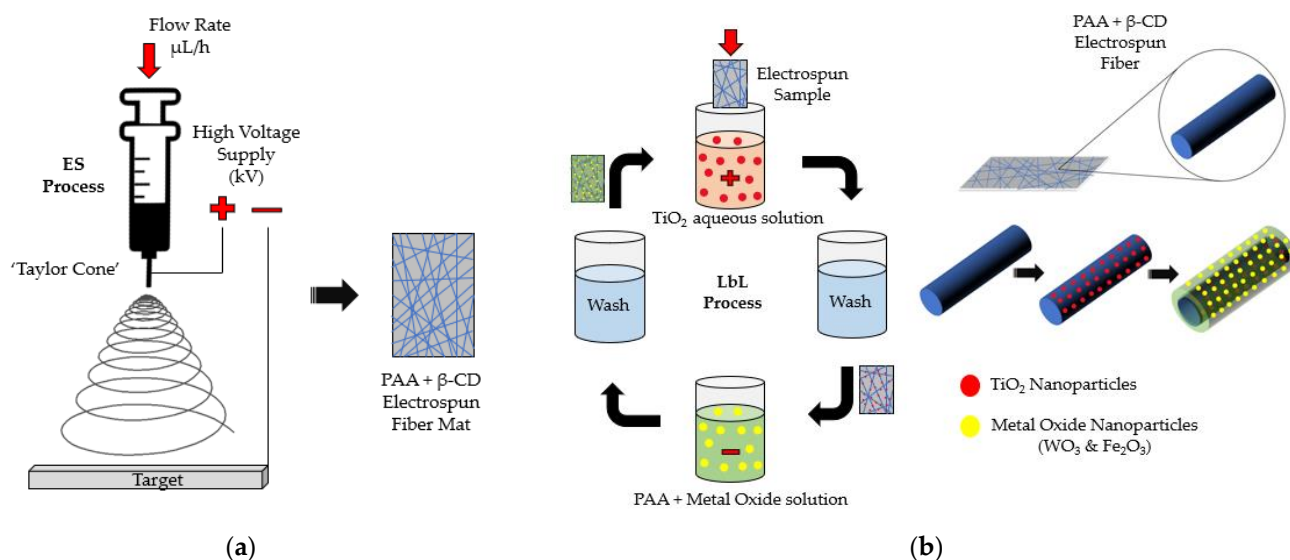 Flow Rate
μL/h
High Voltage
Supply
(kV)
ES
Process
+ −
'Taylor Cone'
Target
PAA + β-CD
Electrospun
Fiber Mat
(a)
Electrospun
Sample
+
TiO₂ aqueous solution
Wash
LbL
Process
Wash
−
PAA + Metal Oxide solution
PAA + β-CD
Electrospun
Fiber
TiO₂ Nanoparticles
Metal Oxide Nanoparticles
(WO₃ & Fe₂O₃)
(b)